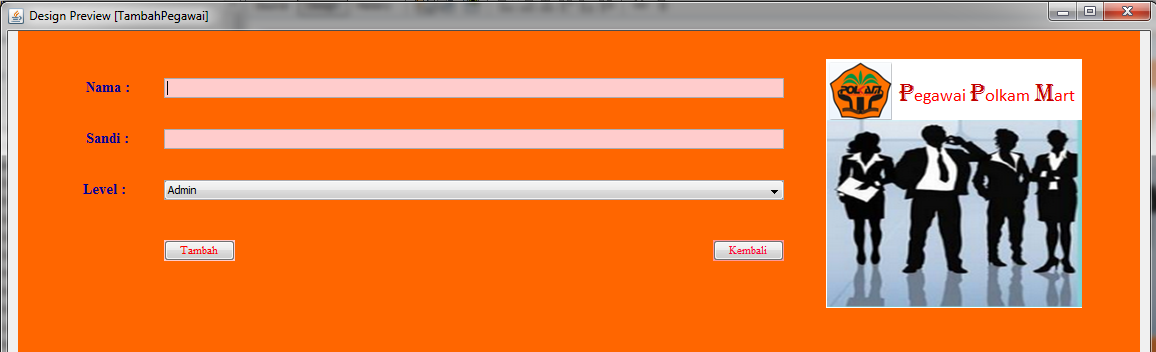 Design Preview [TambahPegawai]
Nama :
Sandi :
Level :
Admin
Tambah
Kembali
POLKAM
Pegawai Polkam Mart